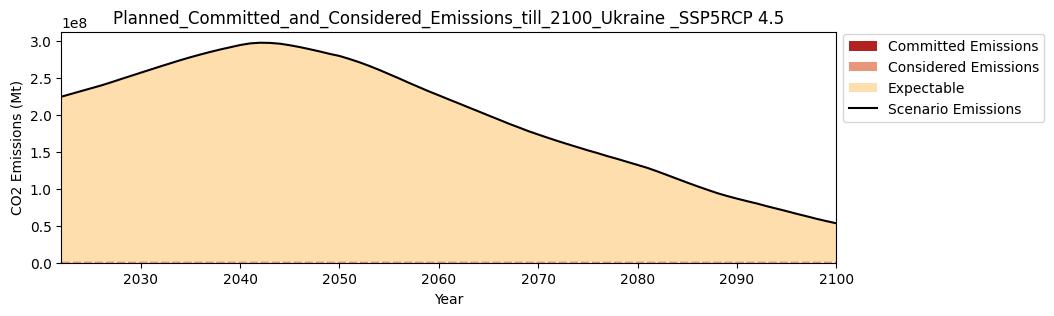 Planned_Committed_and_Considered_Emissions_till_2100_Ukraine _SSP5RCP 4.5
1e8
3.0
2.5
2.0
1.5
1.0
0.5
0.0
CO2 Emissions (Mt)
2030 2040 2050 2060 2070 2080 2090 2100
Year
Committed Emissions
Considered Emissions
Expectable
Scenario Emissions